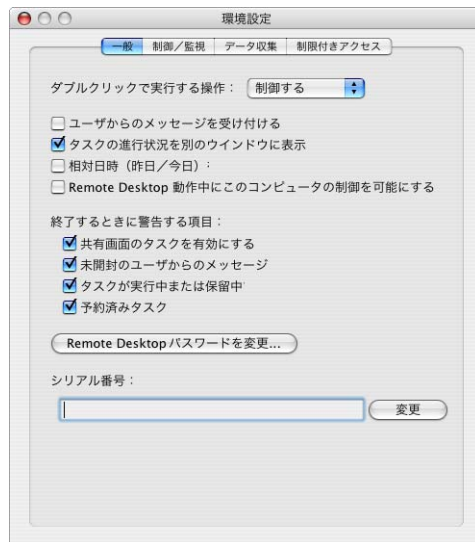 環境設定
一般 制御／監視 データ収集 制限付きアクセス
ダブルクリックで実行する操作： 制御する
ユーザからのメッセージを受け付ける
タスクの進行状況を別のウインドウに表示
相対日時（昨日／今日）：
Remote Desktop 動作中にこのコンピュータの制御を可能にする
終了するときに警告する項目：
共有画面のタスクを有効にする
未開封のユーザからのメッセージ
タスクが実行中または保留中
予約済みタスク
Remote Desktop パスワードを変更...
シリアル番号：
変更